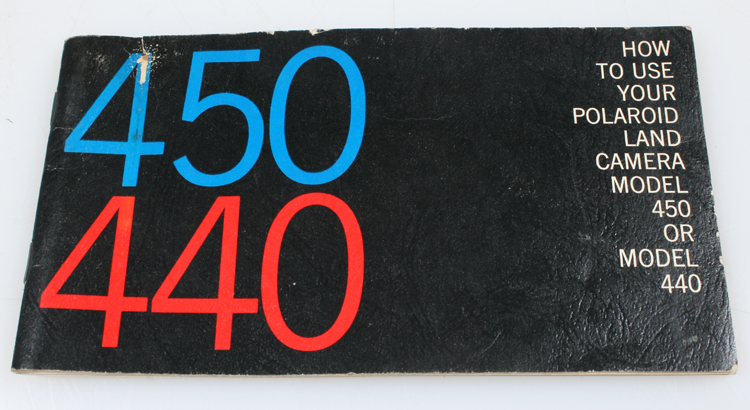 450
440
HOW
TO USE
YOUR
POLAROID
LAND
CAMERA
MODEL
450
OR
MODEL
440